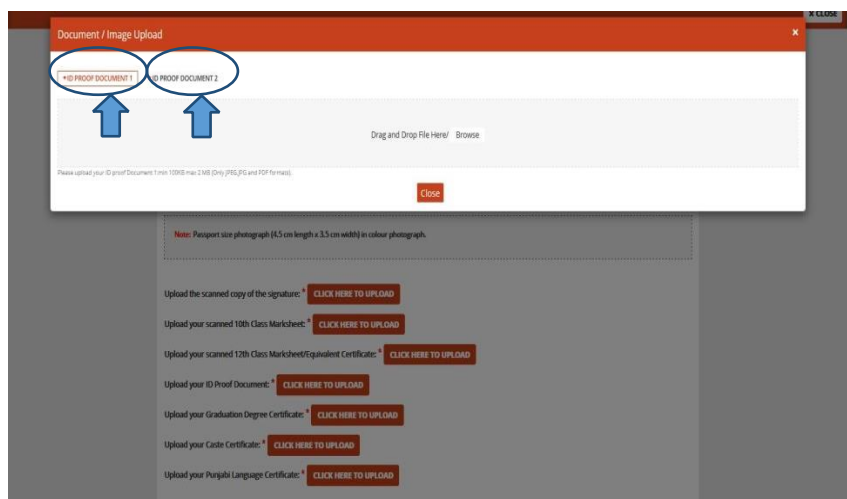 X CLOSE
Document / Image Upload
x
*ID PROOF DOCUMENT 1
ID PROOF DOCUMENT 2
Drag and Drop File Here/ Browse
Please upload your ID proof Document 1 min 100KB max 2 MB (Only JPEG,JPG and PDF formats).
Close
Note: Passport size photograph (4.5 cm length x 3.5 cm width) in colour photograph.
Upload the scanned copy of the signature: * CLICK HERE TO UPLOAD
Upload your scanned 10th Class Marksheet: * CLICK HERE TO UPLOAD
Upload your scanned 12th Class Marksheet/Equivalent Certificate: * CLICK HERE TO UPLOAD
Upload your ID Proof Document: * CLICK HERE TO UPLOAD
Upload your Graduation Degree Certificate: * CLICK HERE TO UPLOAD
Upload your Caste Certificate: * CLICK HERE TO UPLOAD
Upload your Punjabi Language Certificate: * CLICK HERE TO UPLOAD